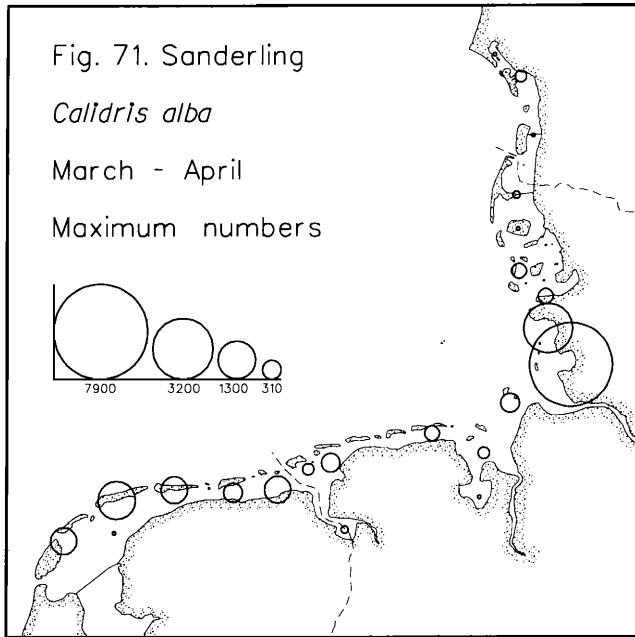 Fig. 71. Sanderling
Calidris alba
March - April
Maximum numbers
7900 3200 1300 310